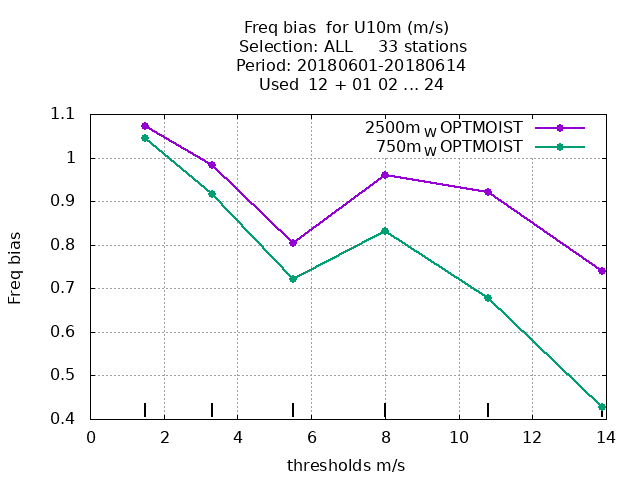 Freq bias  for U10m (m/s)
Selection: ALL     33 stations
Period: 20180601-20180614
Used  12 + 01 02 ... 24
2500m WOPTMOIST
750m WOPTMOIST
1.1
1
0.9
0.8
0.7
0.6
0.5
0.4
Freq bias
0 2 4 6 8 10 12 14
thresholds m/s